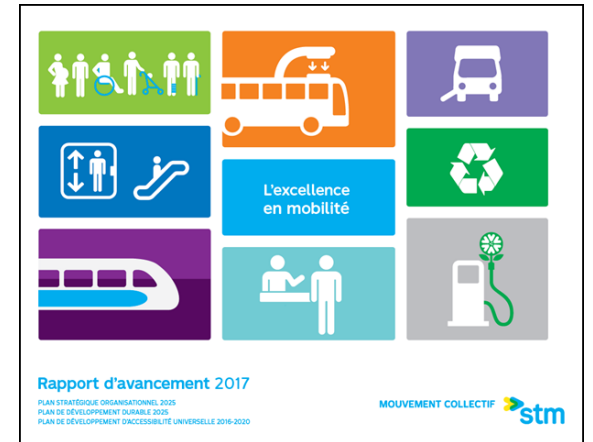 L'excellence
en mobilité
Rapport d'avancement 2017
PLAN STRATÉGIQUE ORGANISATIONNEL 2025
PLAN DE DÉVELOPPEMENT DURABLE 2025
PLAN DE DÉVELOPPEMENT D'ACCESSIBILITÉ UNIVERSELLE 2016-2020
MOUVEMENT COLLECTIF stm